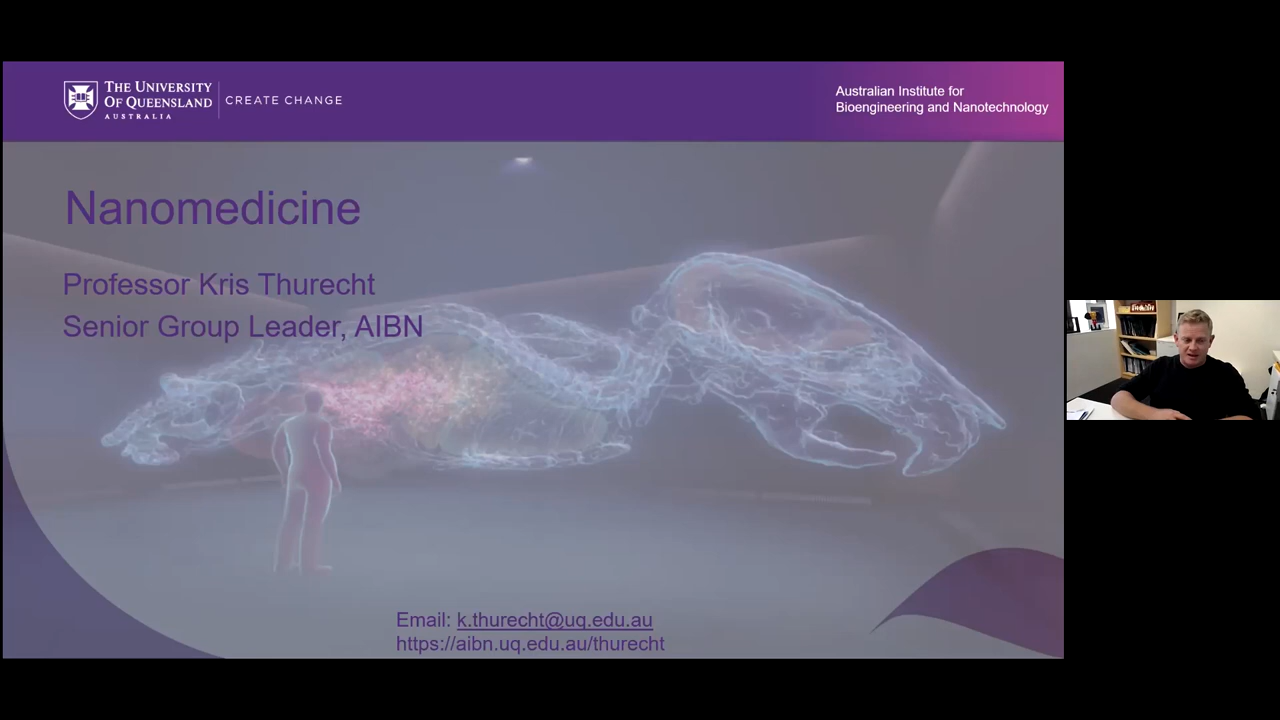 THE UNIVERSITY
OF QUEENSLAND
AUSTRALIA
CREATE CHANGE
Australian Institute for
Bioengineering and Nanotechnology
Nanomedicine
Professor Kris Thurecht
Senior Group Leader, AIBN
Email: k.thurecht@uq.edu.au
https://aibn.uq.edu.au/thurecht